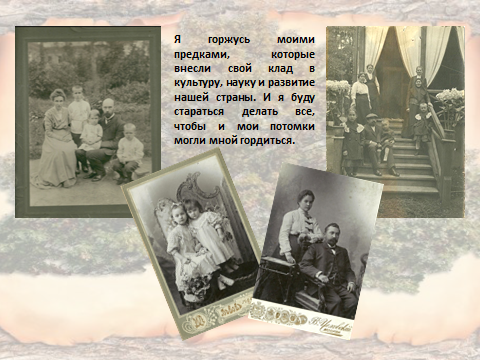 Я горжусь моими
предками, которые
внесли свой клад в
культуру, науку и развитие
нашей страны. И я буду
стараться делать все,
чтобы и мои потомки
могли мной гордиться.